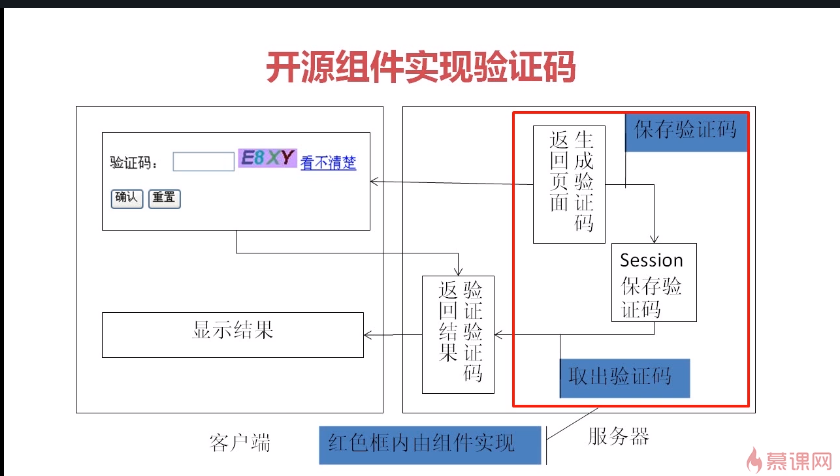 开源组件实现验证码
验证码：
E8XY
看不清楚
确认
重置
显示结果
客户端
生成验证码
返回页面
保存验证码
Session
保存验
证码
验证验证码
返回结果
取出验证码
红色框内由组件实现
服务器
慕课网